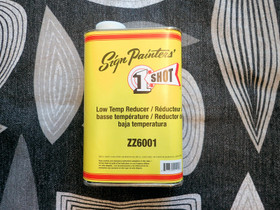 Sign Painters'
1 SHOT
Low Temp Reducer / Réducteur
basse température / Reductor
baja temperatura
ZZ6001